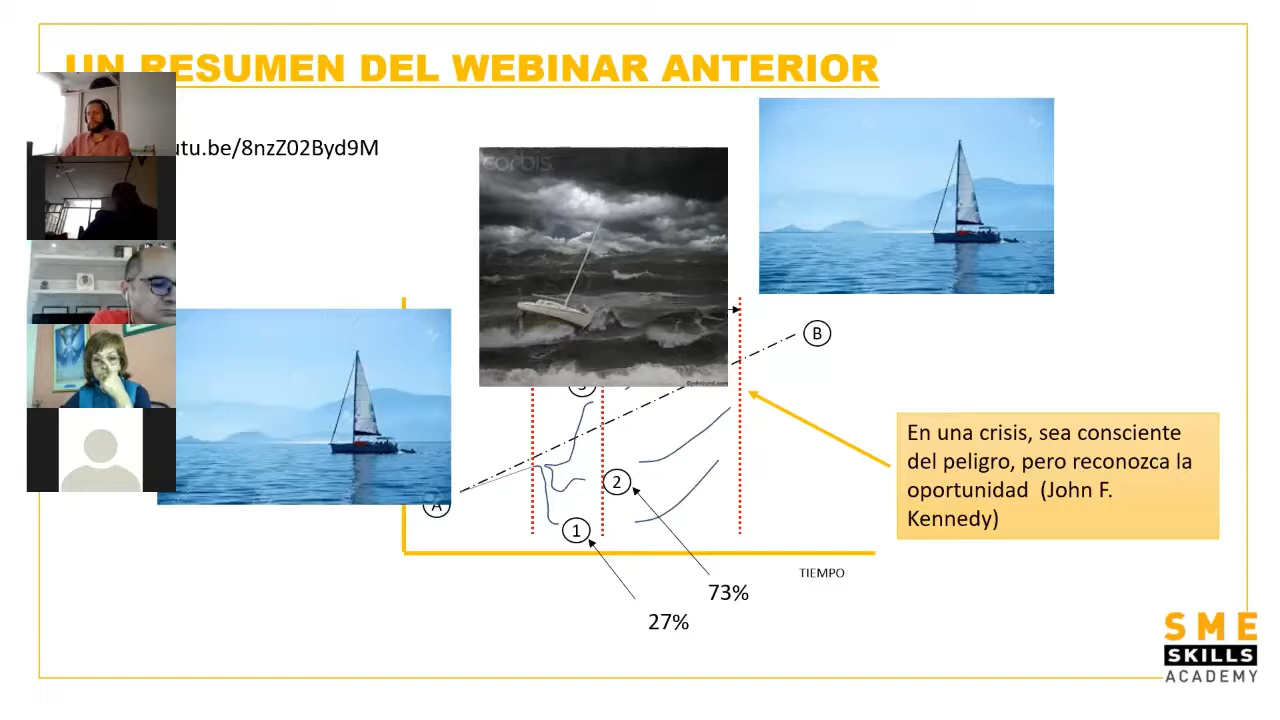 UN RESUMEN DEL WEBINAR ANTERIOR
utu.be/8nzZ02Byd9M
corbis
B
A
2
1
En una crisis, sea consciente
del peligro, pero reconozca la
oportunidad (John F.
Kennedy)
TIEMPO
73%
27%
SME
SKILLS
ACADEMY